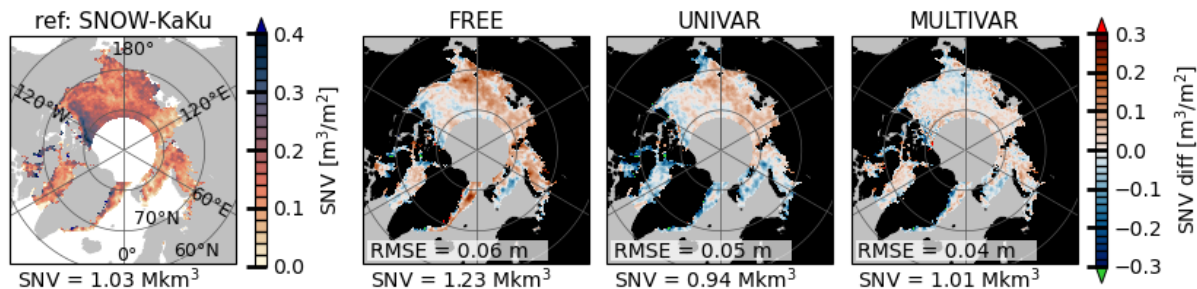 ref: SNOW-KaKu
FREE
UNIVAR
MULTIVAR
180°
120°W
120°E
60°E
70°N
0°
60°N
0.4
0.3
0.2
0.1
0.0
SNV [m³/m²]
RMSE = 0.06 m
RMSE = 0.05 m
RMSE = 0.04 m
0.3
0.2
0.1
0.0
−0.1
−0.2
−0.3
SNV diff [m³/m²]
SNV = 1.03 Mkm³
SNV = 1.23 Mkm³
SNV = 0.94 Mkm³
SNV = 1.01 Mkm³